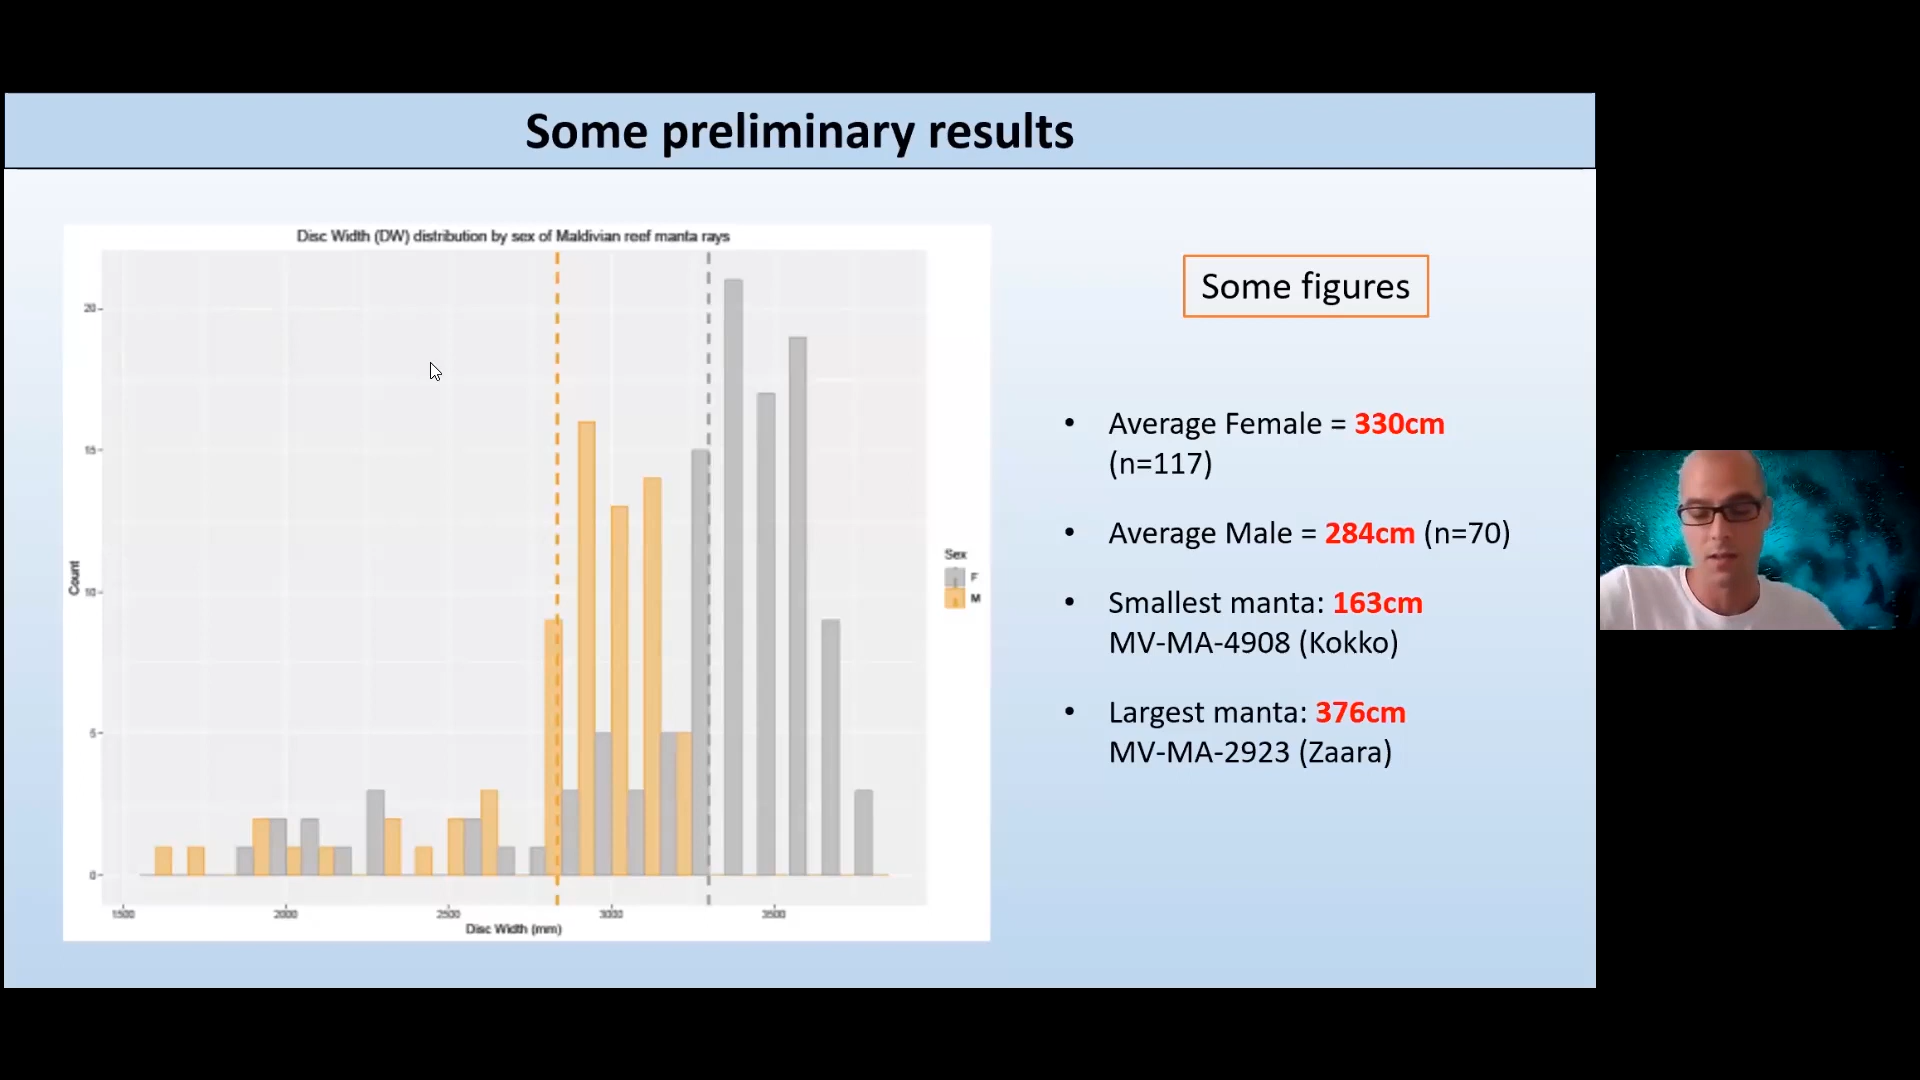 Some preliminary results
Disc Width (DW) distribution by sex of Maldivian reef manta rays
20
15
10
5
0
Count
1500 2000 2500 3000 3500
Disc Width (mm)
Sex
F
M
Some figures
• Average Female = 330cm
(n=117)
• Average Male = 284cm (n=70)
• Smallest manta: 163cm
MV-MA-4908 (Kokko)
• Largest manta: 376cm
MV-MA-2923 (Zaara)